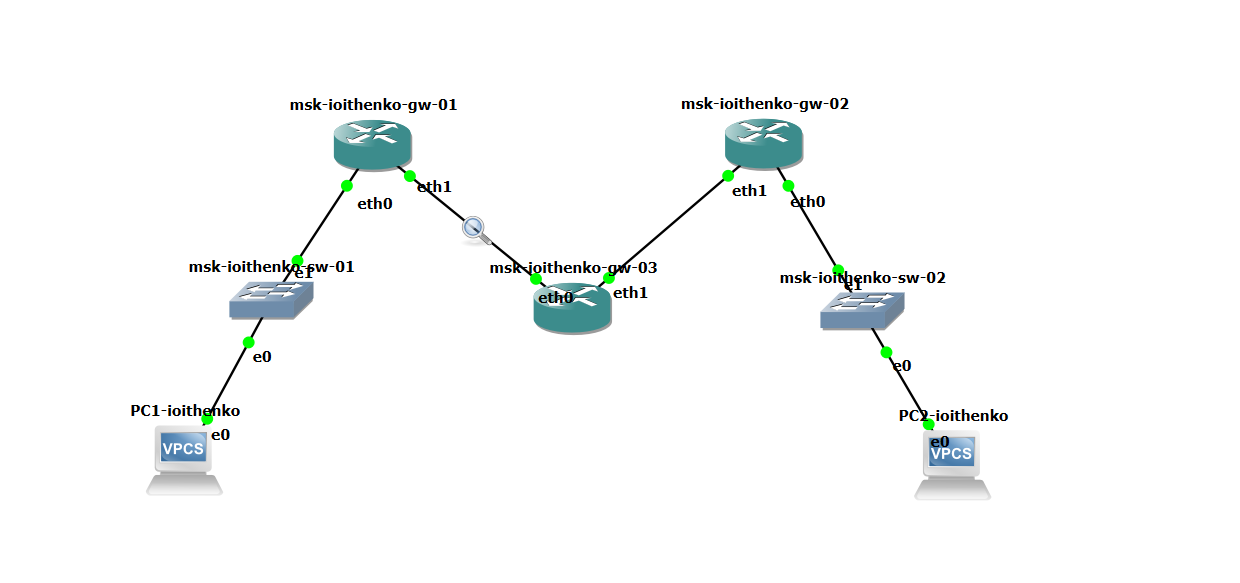 msk-ioithenko-gw-01
msk-ioithenko-gw-02
eth1
eth0
eth1
eth0
msk-ioithenko-sw-01
e1
msk-ioithenko-gw-03
eth0
eth1
msk-ioithenko-sw-02
e1
e0
e0
PC1-ioithenko
e0
VPCS
PC2-ioithenko
e0
VPCS